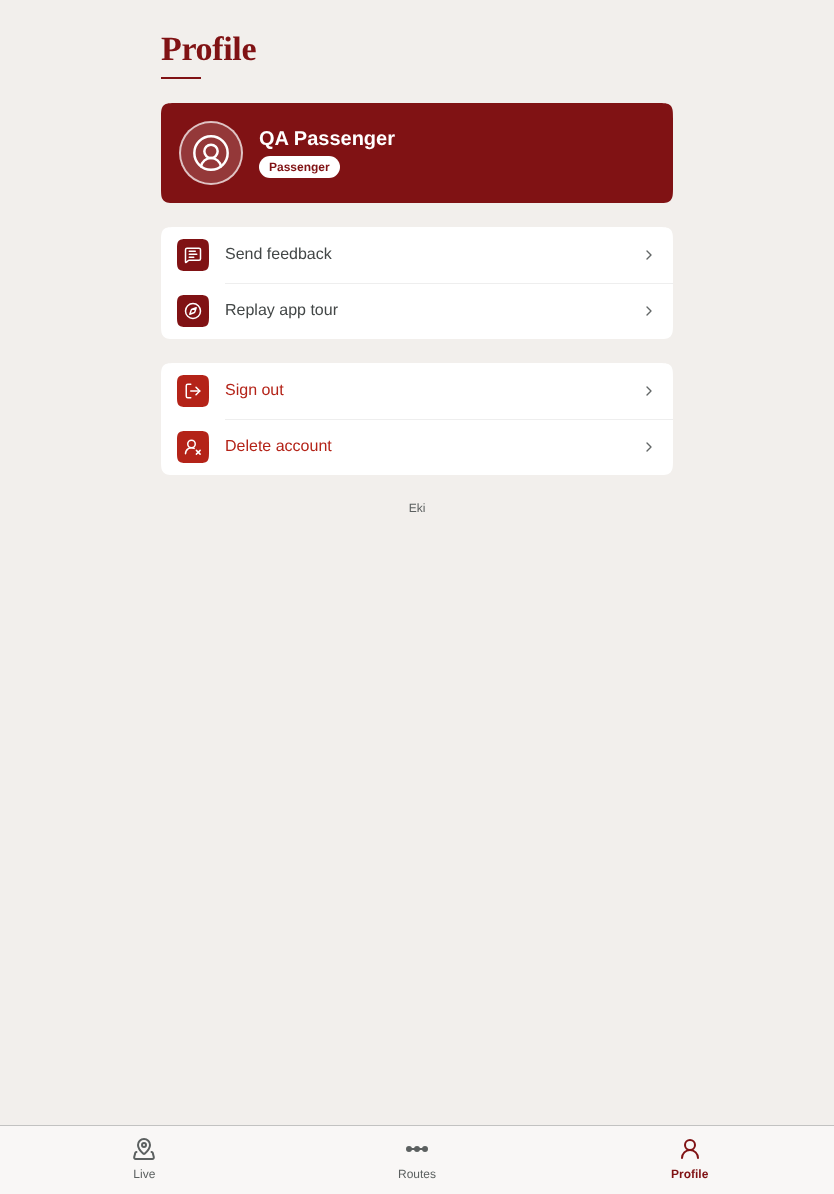 Profile
QA Passenger
Passenger
Send feedback
Replay app tour
Sign out
Delete account
Eki
Live
Routes
Profile